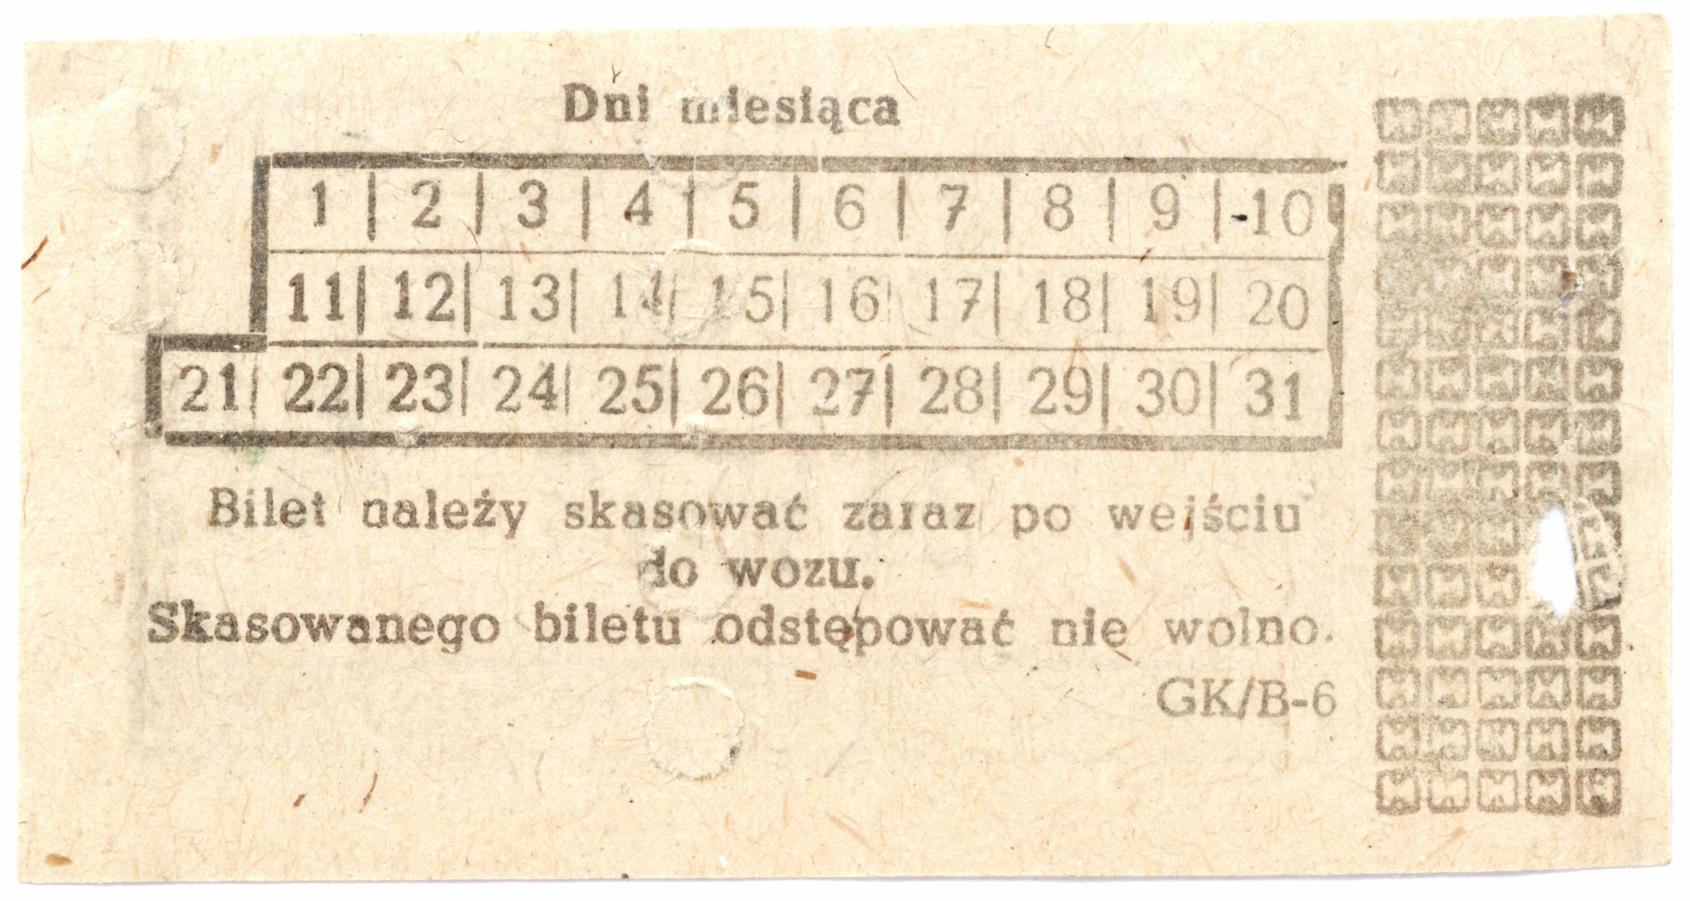 Dni miesiąca
1 | 2 | 3 | 4 | 5 | 6 | 7 | 8 | 9 | 10
11 | 12 | 13 | 14 | 15 | 16 | 17 | 18 | 19 | 20
21 | 22 | 23 | 24 | 25 | 26 | 27 | 28 | 29 | 30 | 31
Bilet należy skasować zaraz po wejściu
do wozu.
Skasowanego biletu odstępować nie wolno.
GK/B-6